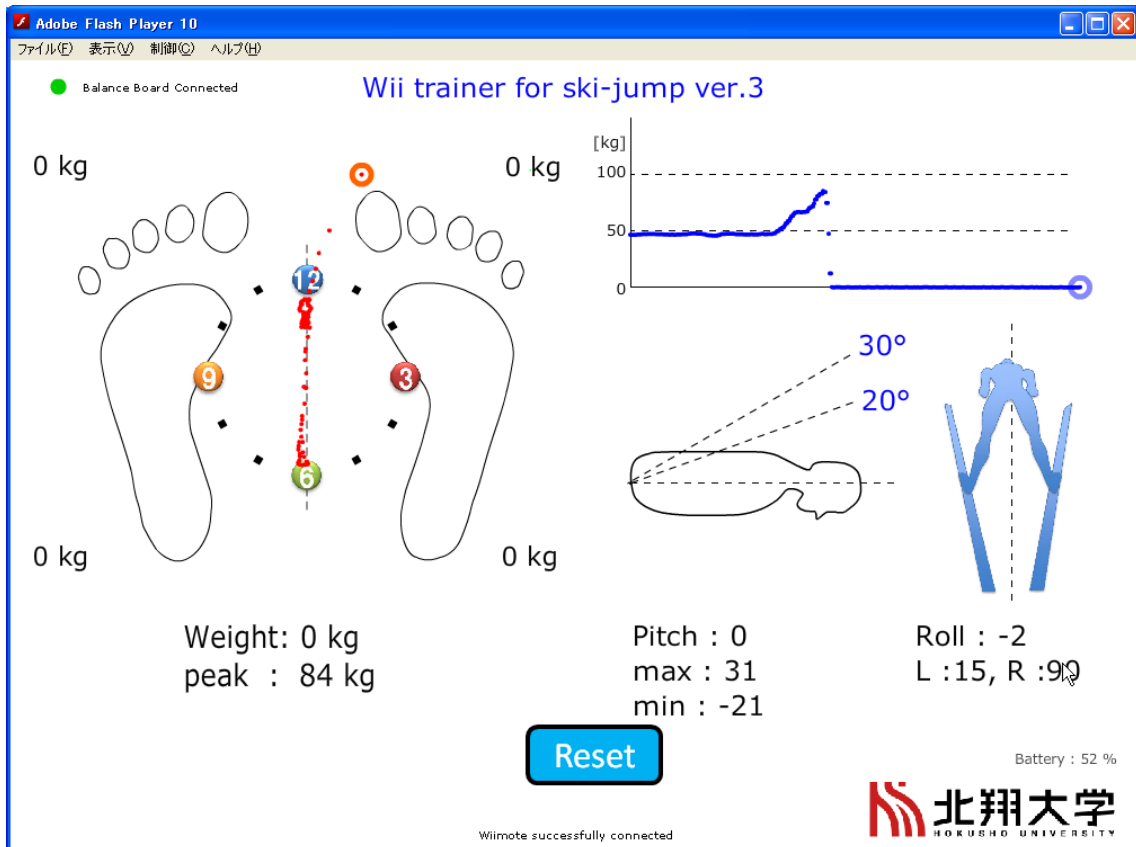 Adobe Flash Player 10
ファイル(F) 表示(V) 制御(C) ヘルプ(H)
Balance Board Connected
Wii trainer for ski-jump ver.3
0 kg
0 kg
[kg]
100
50
0
12
9
3
6
30°
20°
0 kg
0 kg
Weight: 0 kg
peak : 84 kg
Pitch : 0
max : 31
min : -21
Roll : -2
L :15, R :90
Reset
Battery : 52 %
北翔大学
HOKUSHO UNIVERSITY
Wiimote successfully connected